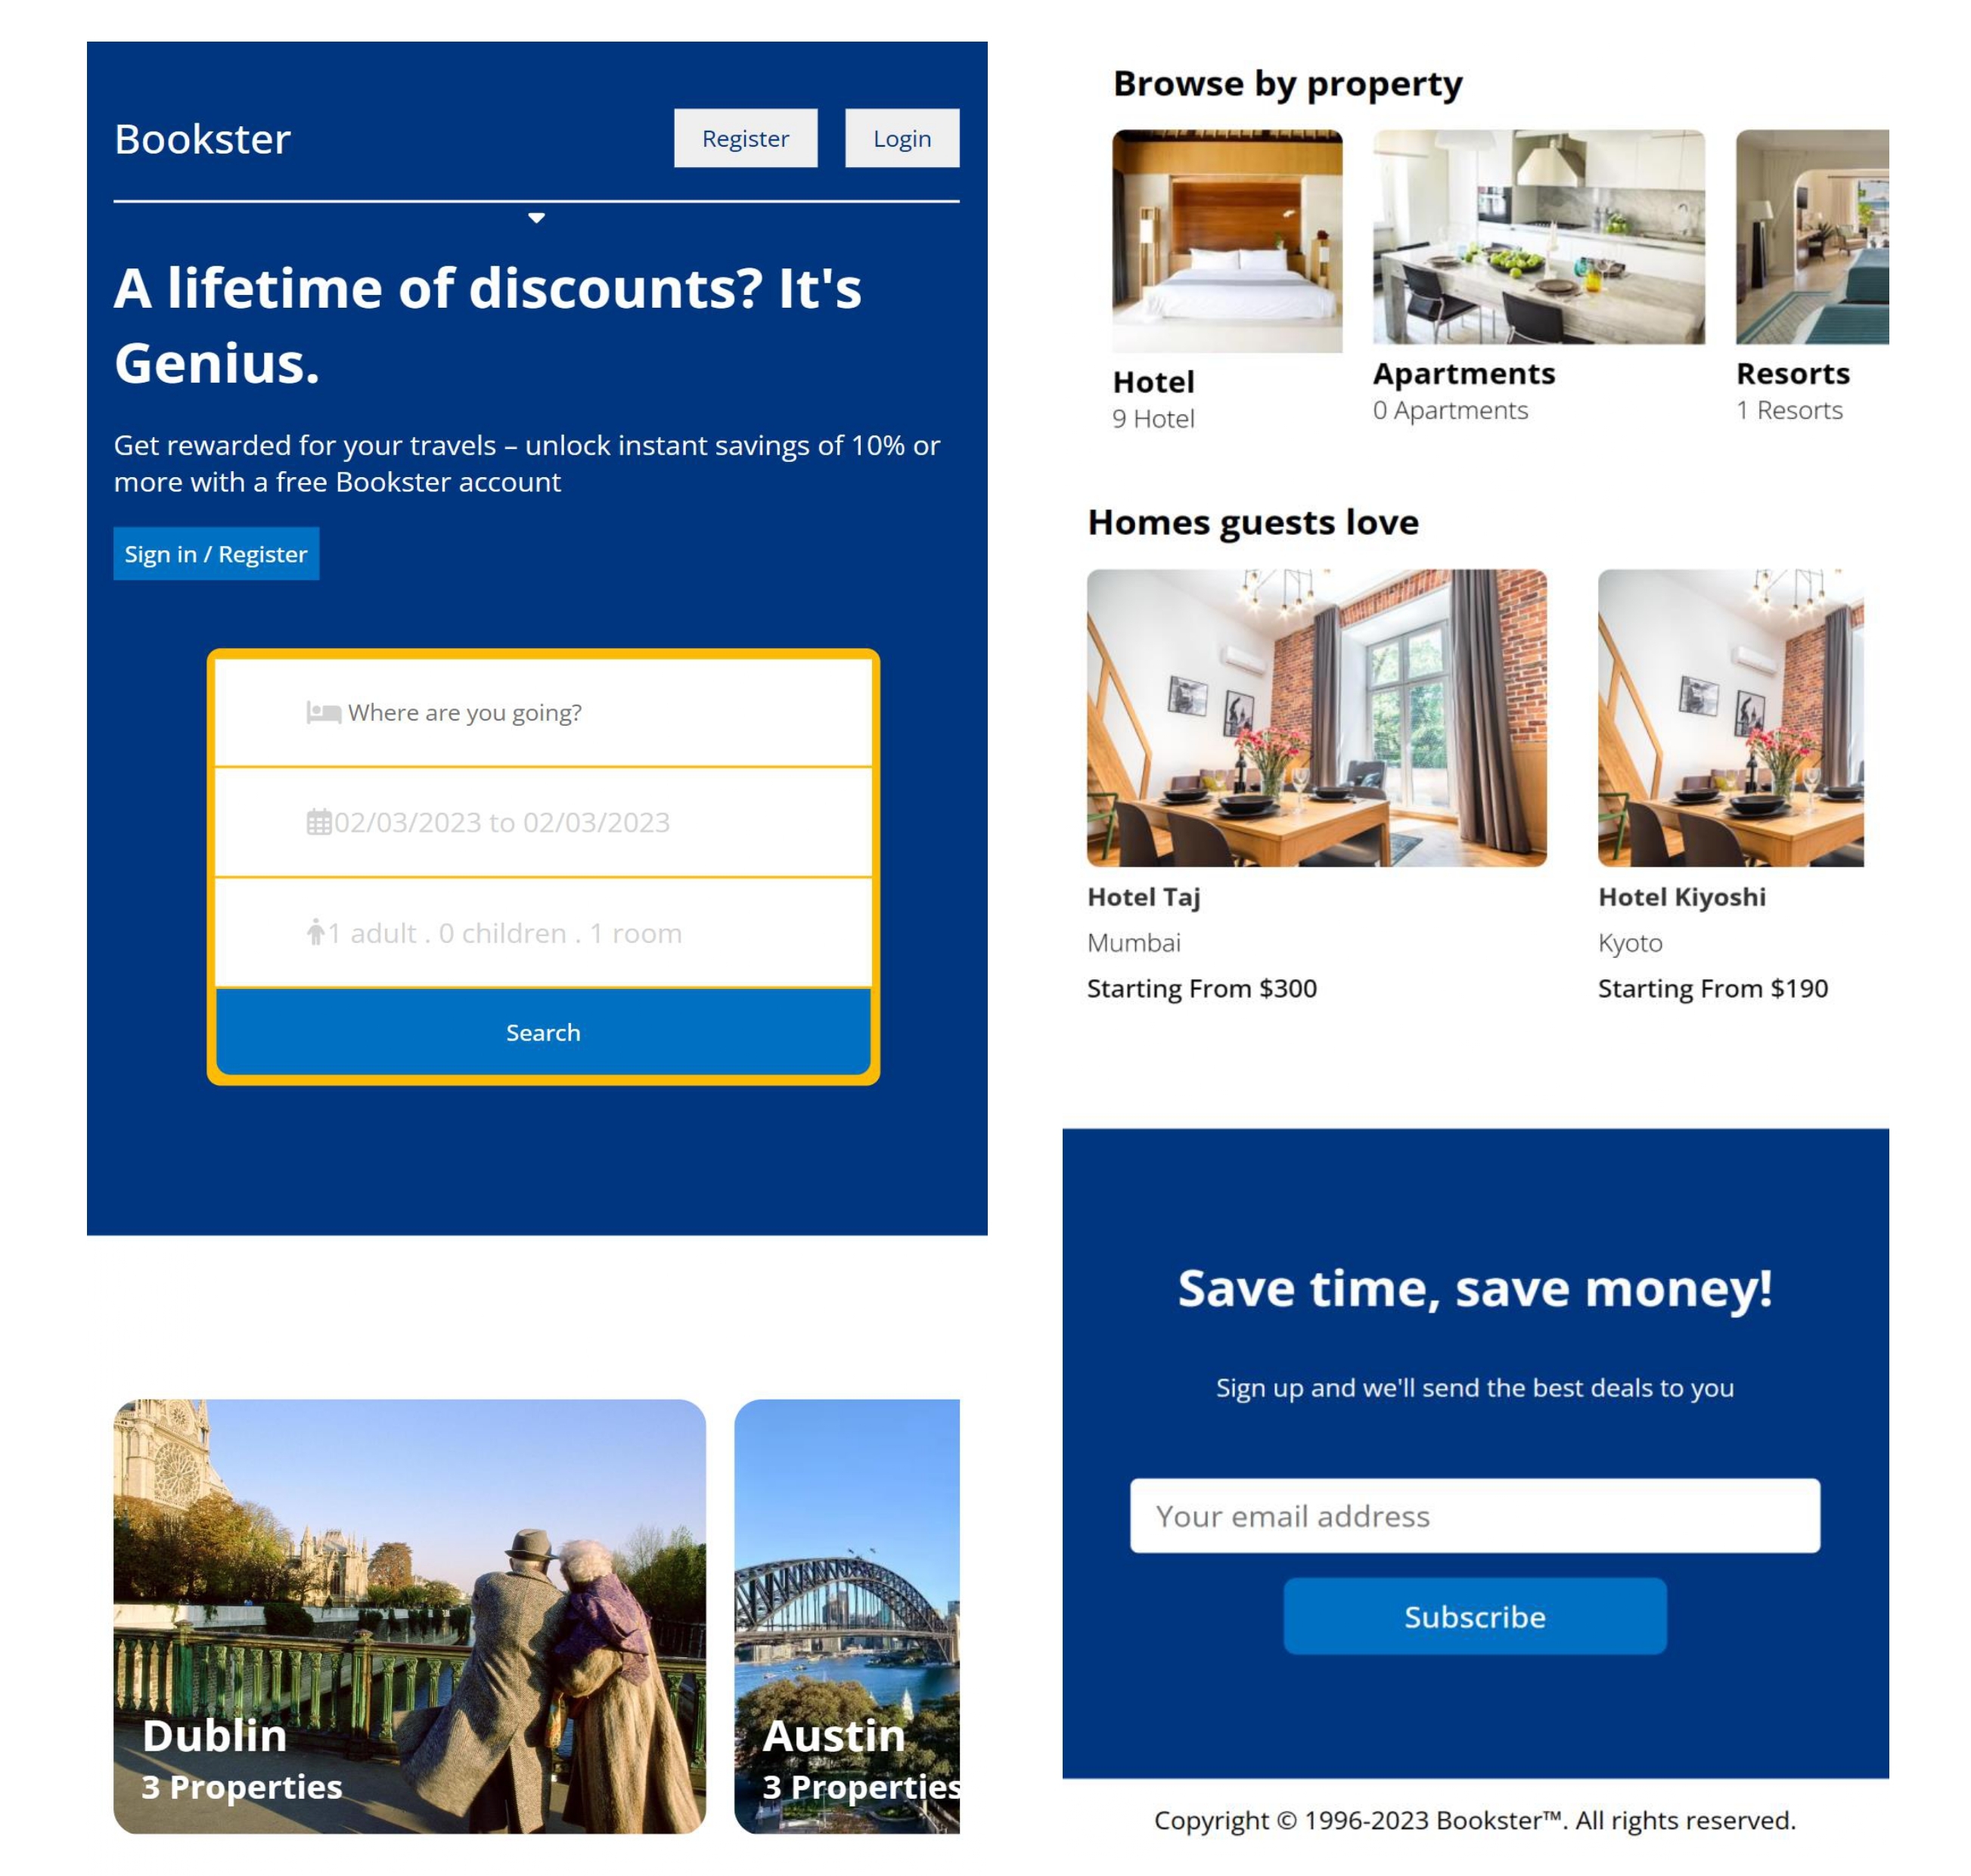 Bookster
Register
Login
A lifetime of discounts? It's
Genius.
Get rewarded for your travels – unlock instant savings of 10% or
more with a free Bookster account
Sign in / Register
Where are you going?
02/03/2023 to 02/03/2023
1 adult . 0 children . 1 room
Search
Dublin
3 Properties
Austin
3 Properties
Browse by property
Hotel
9 Hotel
Apartments
0 Apartments
Resorts
1 Resorts
Homes guests love
Hotel Taj
Mumbai
Starting From $300
Hotel Kiyoshi
Kyoto
Starting From $190
Save time, save money!
Sign up and we'll send the best deals to you
Your email address
Subscribe
Copyright © 1996-2023 Bookster™. All rights reserved.